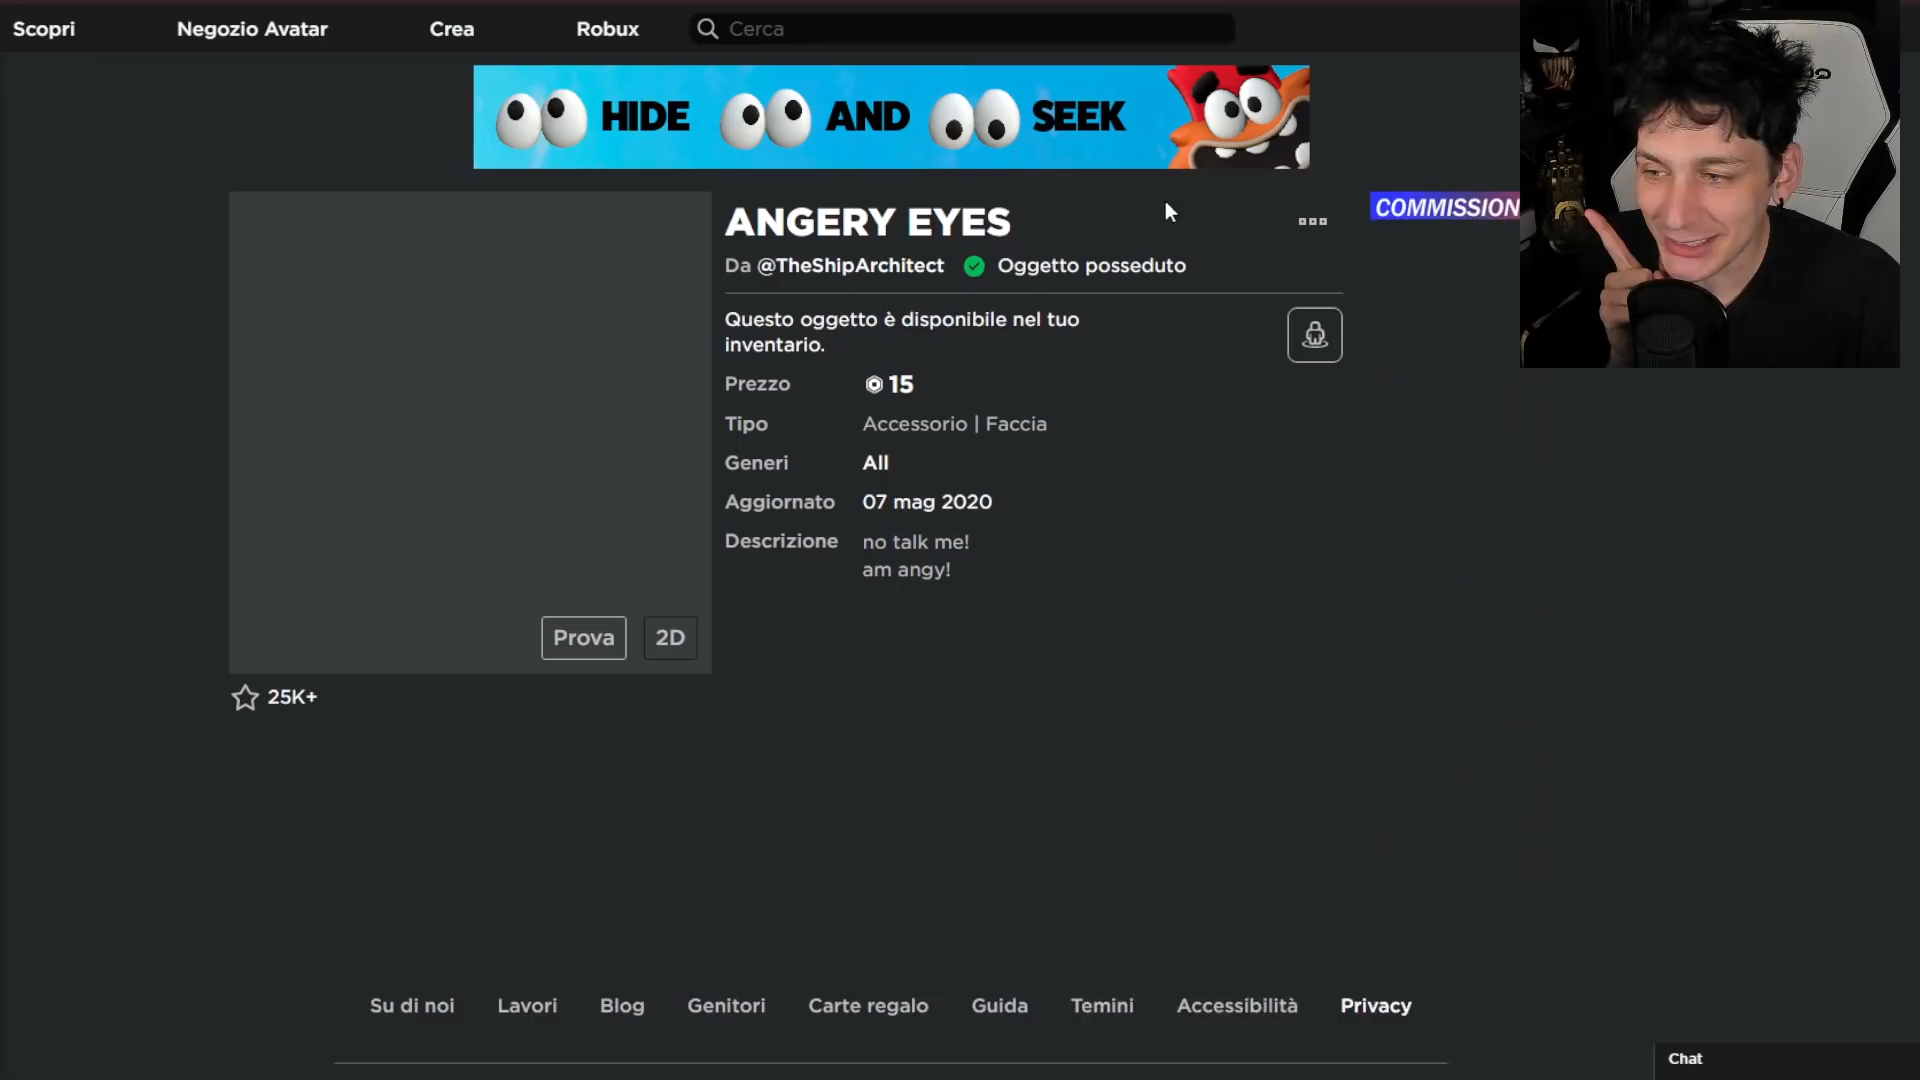 Scopri Negozio Avatar Crea Robux Cerca
HIDE AND SEEK
ANGERY EYES
COMMISSION
Da @TheShipArchitect Oggetto posseduto
Questo oggetto è disponibile nel tuo
inventario.
Prezzo 15
Tipo Accessorio | Faccia
Generi All
Aggiornato 07 mag 2020
Descrizione no talk me!
am angy!
Prova 2D
25K+
Su di noi Lavori Blog Genitori Carte regalo Guida Temini Accessibilità Privacy
Chat